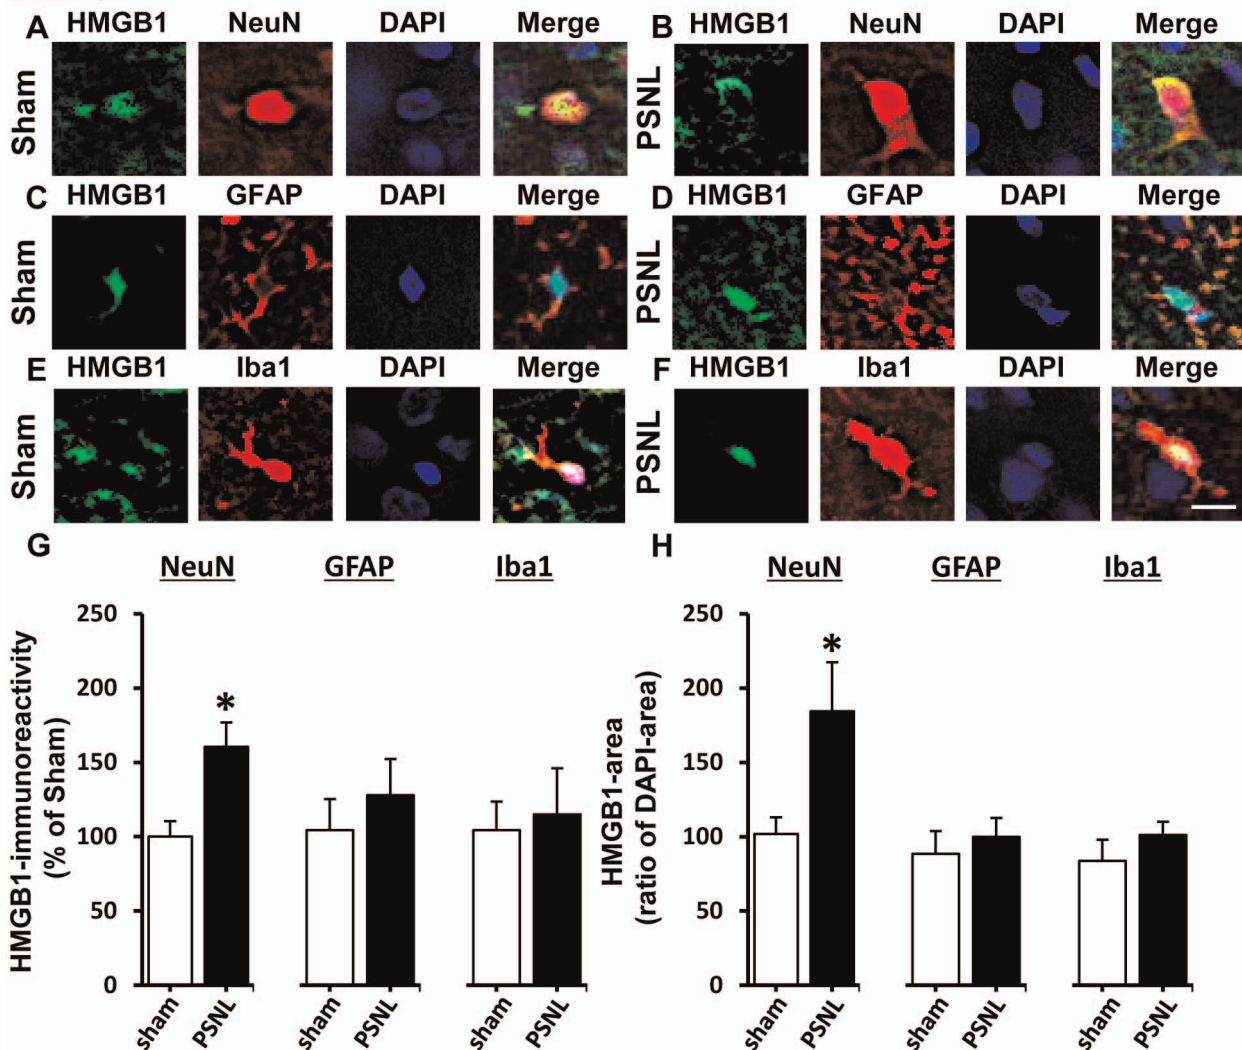 A HMGB1 NeuN DAPI Merge B HMGB1 NeuN DAPI Merge
Sham PSNL
C HMGB1 GFAP DAPI Merge D HMGB1 GFAP DAPI Merge
Sham PSNL
E HMGB1 Iba1 DAPI Merge F HMGB1 Iba1 DAPI Merge
Sham PSNL
G
NeuN GFAP Iba1
HMGB1-immunoreactivity
(% of Sham)
250
200
150
100
50
0
*
sham PSNL sham PSNL sham PSNL
H
NeuN GFAP Iba1
HMGB1-area
(ratio of DAPI-area)
250
200
150
100
50
0
*
sham PSNL sham PSNL sham PSNL